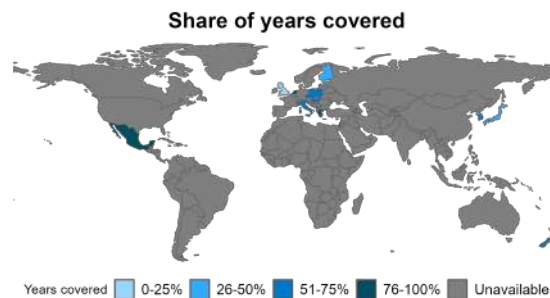 Share of years covered
Years covered 0-25% 26-50% 51-75% 76-100% Unavailable